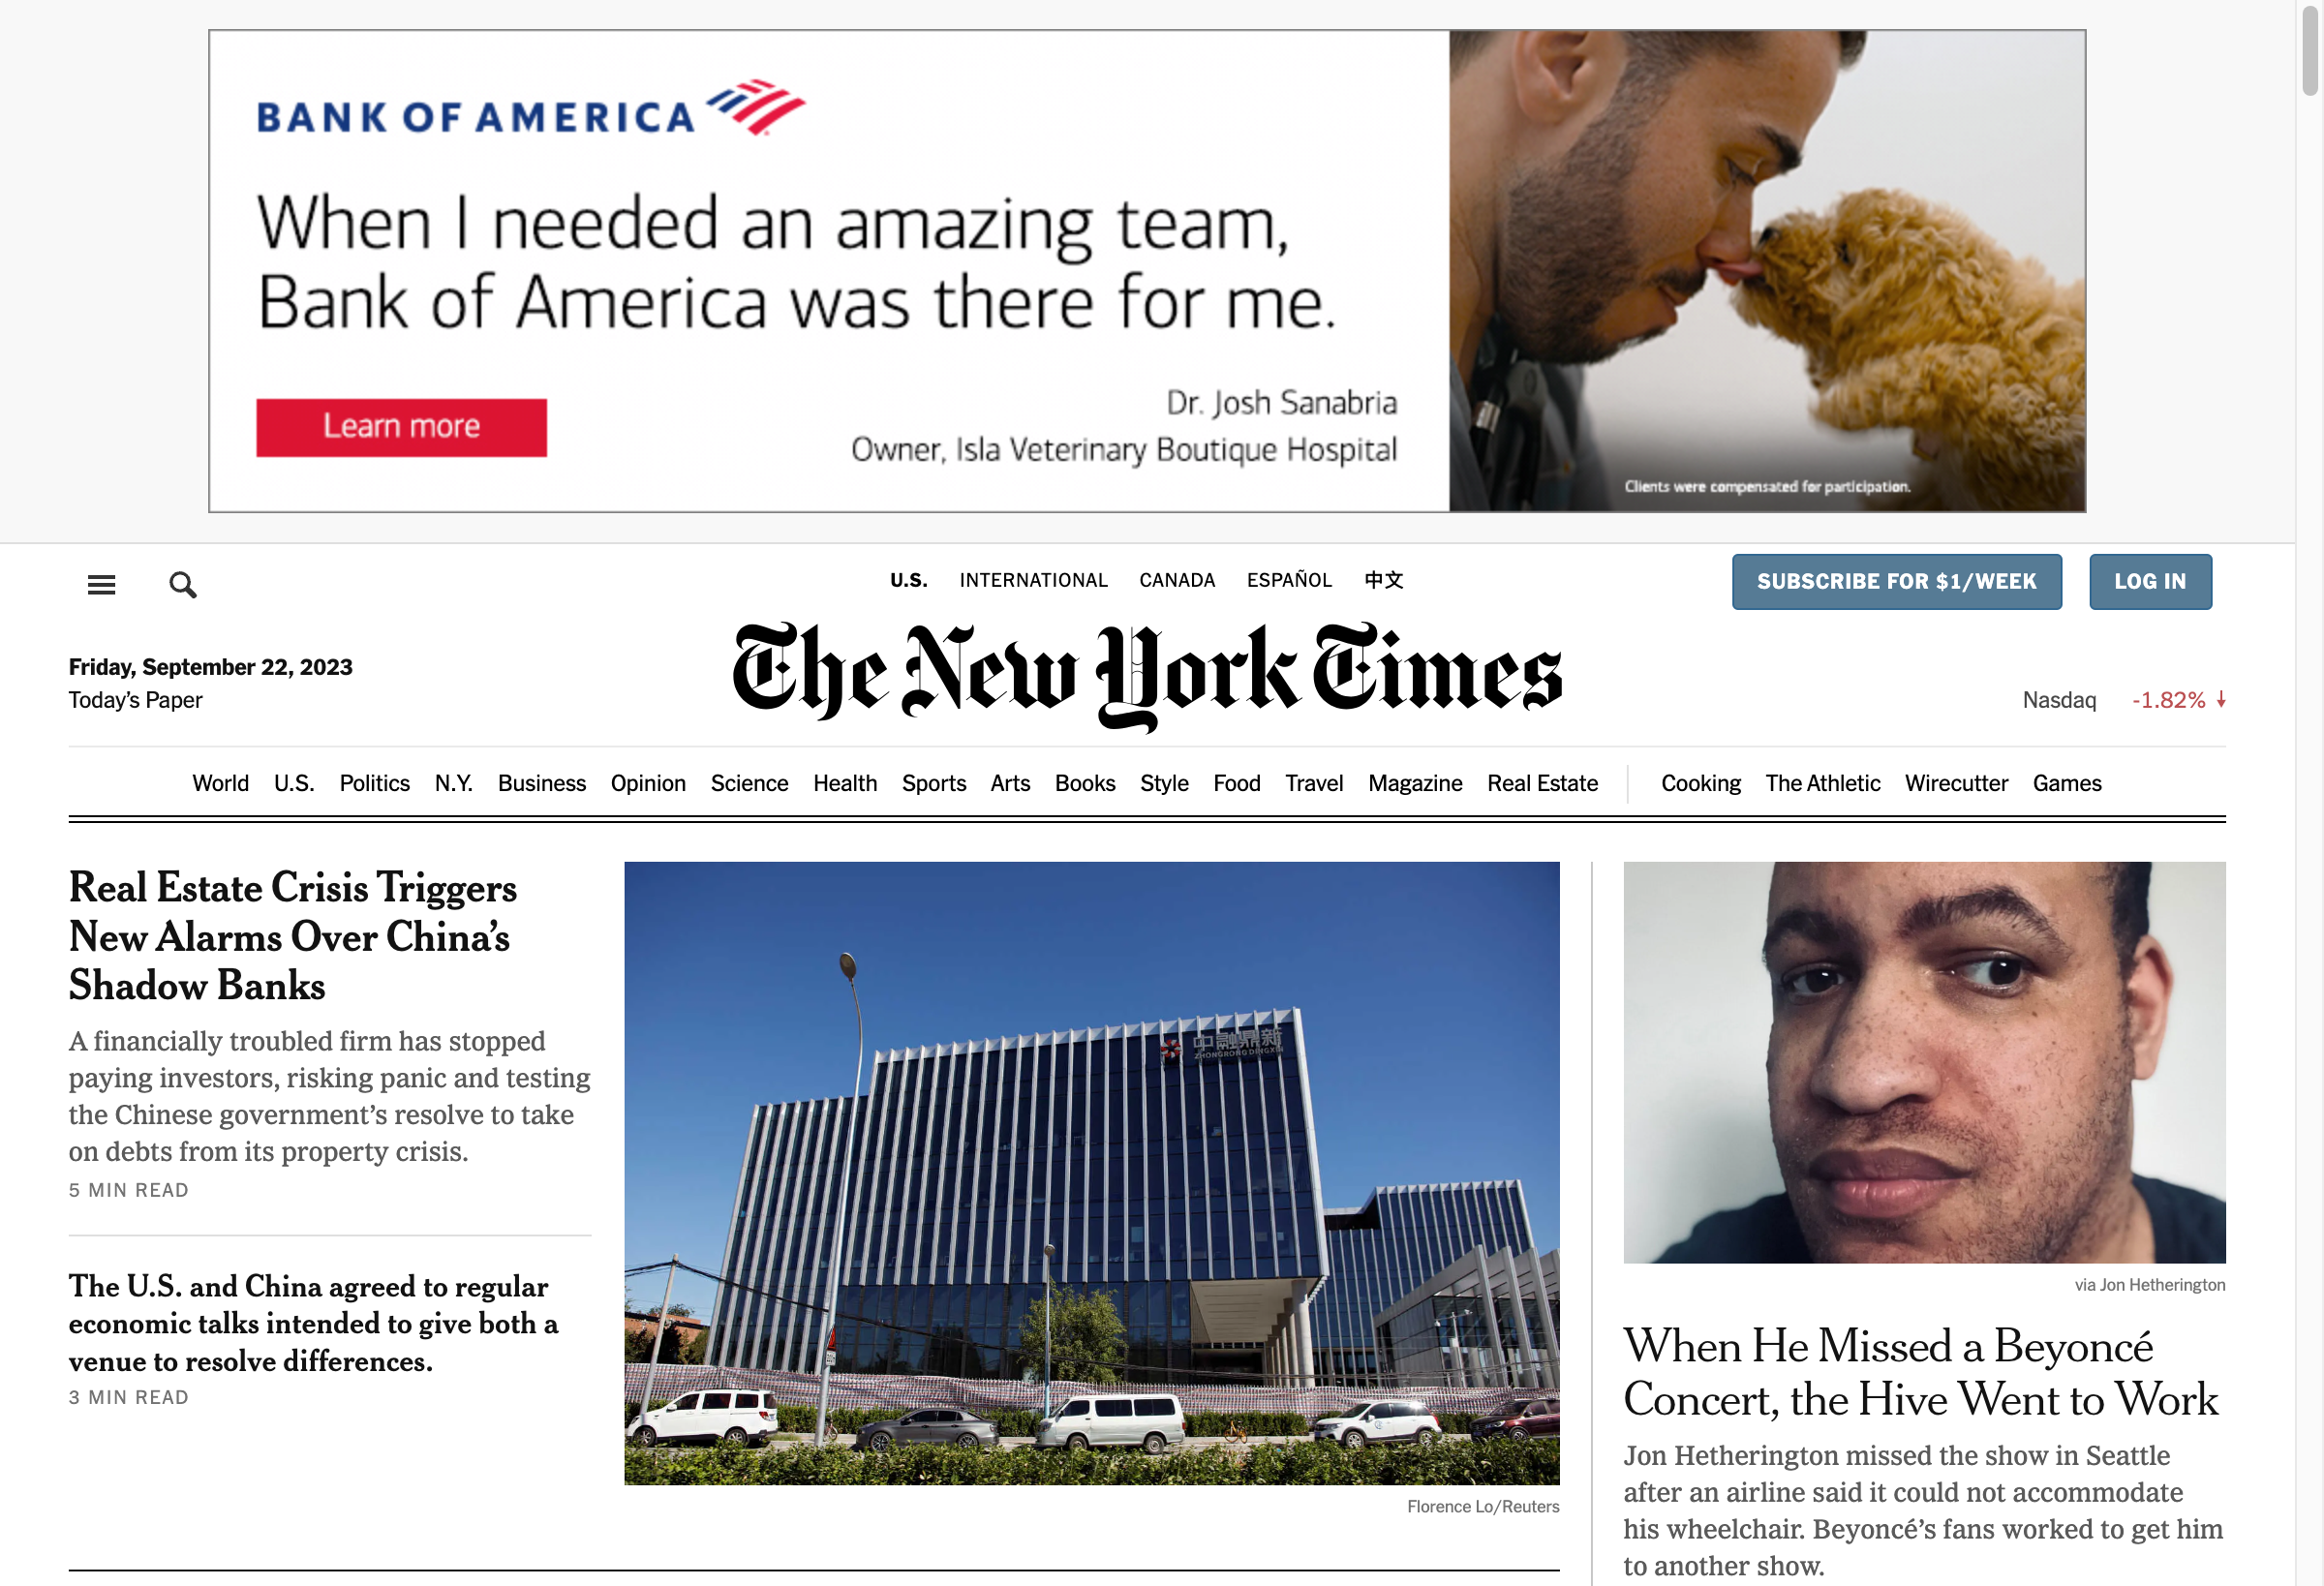 BANK OF AMERICA
When I needed an amazing team,
Bank of America was there for me.
Learn more
Dr. Josh Sanabria
Owner, Isla Veterinary Boutique Hospital
Clients were compensated for participation.
U.S. INTERNATIONAL CANADA ESPAÑOL 中文
SUBSCRIBE FOR $1/WEEK LOG IN
The New York Times
Friday, September 22, 2023
Today’s Paper
Nasdaq -1.82% ↓
World U.S. Politics N.Y. Business Opinion Science Health Sports Arts Books Style Food Travel Magazine Real Estate Cooking The Athletic Wirecutter Games
Real Estate Crisis Triggers
New Alarms Over China’s
Shadow Banks
A financially troubled firm has stopped
paying investors, risking panic and testing
the Chinese government’s resolve to take
on debts from its property crisis.
5 MIN READ
The U.S. and China agreed to regular
economic talks intended to give both a
venue to resolve differences.
3 MIN READ
中融鼎新
ZHONGRONG DINGXIN
Florence Lo/Reuters
via Jon Hetherington
When He Missed a Beyoncé
Concert, the Hive Went to Work
Jon Hetherington missed the show in Seattle
after an airline said it could not accommodate
his wheelchair. Beyoncé’s fans worked to get him
to another show.